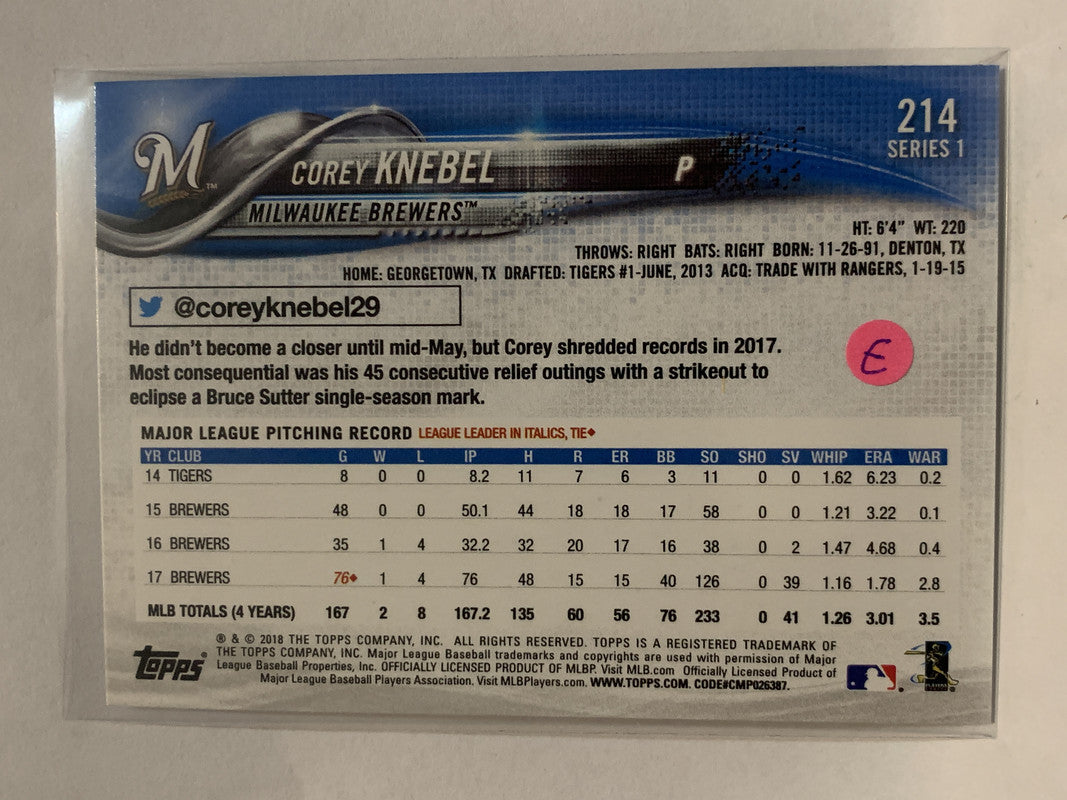 214
SERIES 1
M™
COREY KNEBEL P
MILWAUKEE BREWERS™
HT: 6'4" WT: 220
THROWS: RIGHT BATS: RIGHT BORN: 11-26-91, DENTON, TX
HOME: GEORGETOWN, TX DRAFTED: TIGERS #1-JUNE, 2013 ACQ: TRADE WITH RANGERS, 1-19-15
@coreyknebel29
He didn't become a closer until mid-May, but Corey shredded records in 2017.
Most consequential was his 45 consecutive relief outings with a strikeout to
eclipse a Bruce Sutter single-season mark.
E
MAJOR LEAGUE PITCHING RECORD LEAGUE LEADER IN ITALICS, TIE♦
YR CLUB G W L IP H R ER BB SO SHO SV WHIP ERA WAR
14 TIGERS 8 0 0 8.2 11 7 6 3 11 0 0 1.62 6.23 0.2
15 BREWERS 48 0 0 50.1 44 18 18 17 58 0 0 1.21 3.22 0.1
16 BREWERS 35 1 4 32.2 32 20 17 16 38 0 2 1.47 4.68 0.4
17 BREWERS 76♦ 1 4 76 48 15 15 40 126 0 39 1.16 1.78 2.8
MLB TOTALS (4 YEARS) 167 2 8 167.2 135 60 56 76 233 0 41 1.26 3.01 3.5
® & © 2018 THE TOPPS COMPANY, INC. ALL RIGHTS RESERVED. TOPPS IS A REGISTERED TRADEMARK OF
THE TOPPS COMPANY, INC. Major League Baseball trademarks and copyrights are used with permission of Major
League Baseball Properties, Inc. OFFICIALLY LICENSED PRODUCT OF MLBP. Visit MLB.com Officially Licensed Product of
Major League Baseball Players Association. Visit MLBPlayers.com. WWW.TOPPS.COM. CODE#CMP026387.
TOPPS®